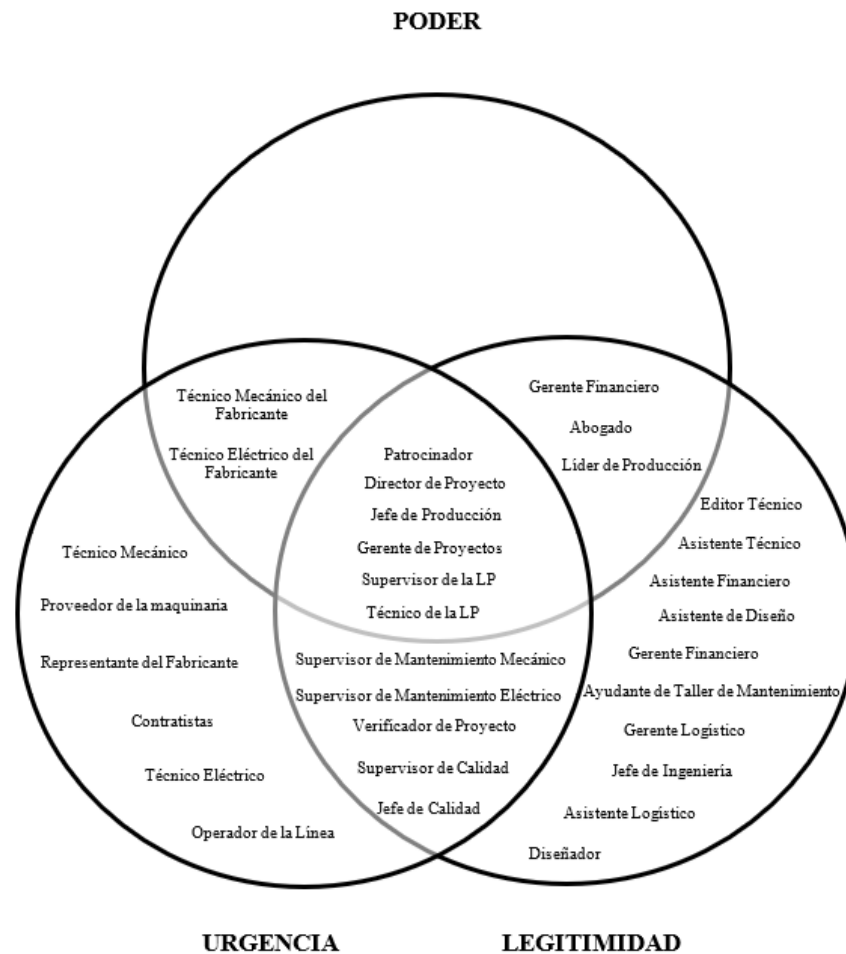 PODER
Técnico Mecánico del
Fabricante
Técnico Eléctrico del
Fabricante
Gerente Financiero
Abogado
Líder de Producción
Patrocinador
Director de Proyecto
Jefe de Producción
Gerente de Proyectos
Supervisor de la LP
Técnico de la LP
Técnico Mecánico
Proveedor de la maquinaria
Representante del Fabricante
Contratistas
Técnico Eléctrico
Operador de la Línea
Supervisor de Mantenimiento Mecánico
Supervisor de Mantenimiento Eléctrico
Verificador de Proyecto
Supervisor de Calidad
Jefe de Calidad
Editor Técnico
Asistente Técnico
Asistente Financiero
Asistente de Diseño
Gerente Financiero
Ayudante de Taller de Mantenimiento
Gerente Logístico
Jefe de Ingeniería
Asistente Logístico
Diseñador
URGENCIA
LEGITIMIDAD